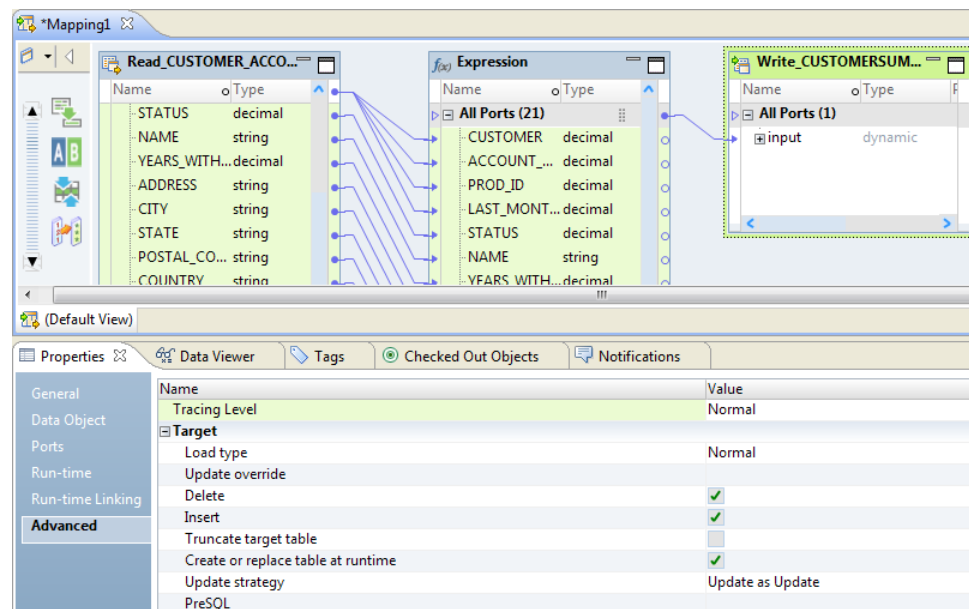 *Mapping1
Read_CUSTOMER_ACCO...
Name Type
STATUS decimal
NAME string
YEARS_WITH... decimal
ADDRESS string
CITY string
STATE string
POSTAL_CO... string
COUNTRY string
f(x) Expression
Name Type
All Ports (21)
CUSTOMER decimal
ACCOUNT_... decimal
PROD_ID decimal
LAST_MONT... decimal
STATUS decimal
NAME string
YEARS_WITH... decimal
Write_CUSTOMERSUM...
Name Type
All Ports (1)
input dynamic
AB
(Default View)
Properties Data Viewer Tags Checked Out Objects Notifications
General
Data Object
Ports
Run-time
Run-time Linking
Advanced
Name Value
Tracing Level Normal
Target
Load type Normal
Update override
Delete
Insert
Truncate target table
Create or replace table at runtime
Update strategy Update as Update
PreSQL